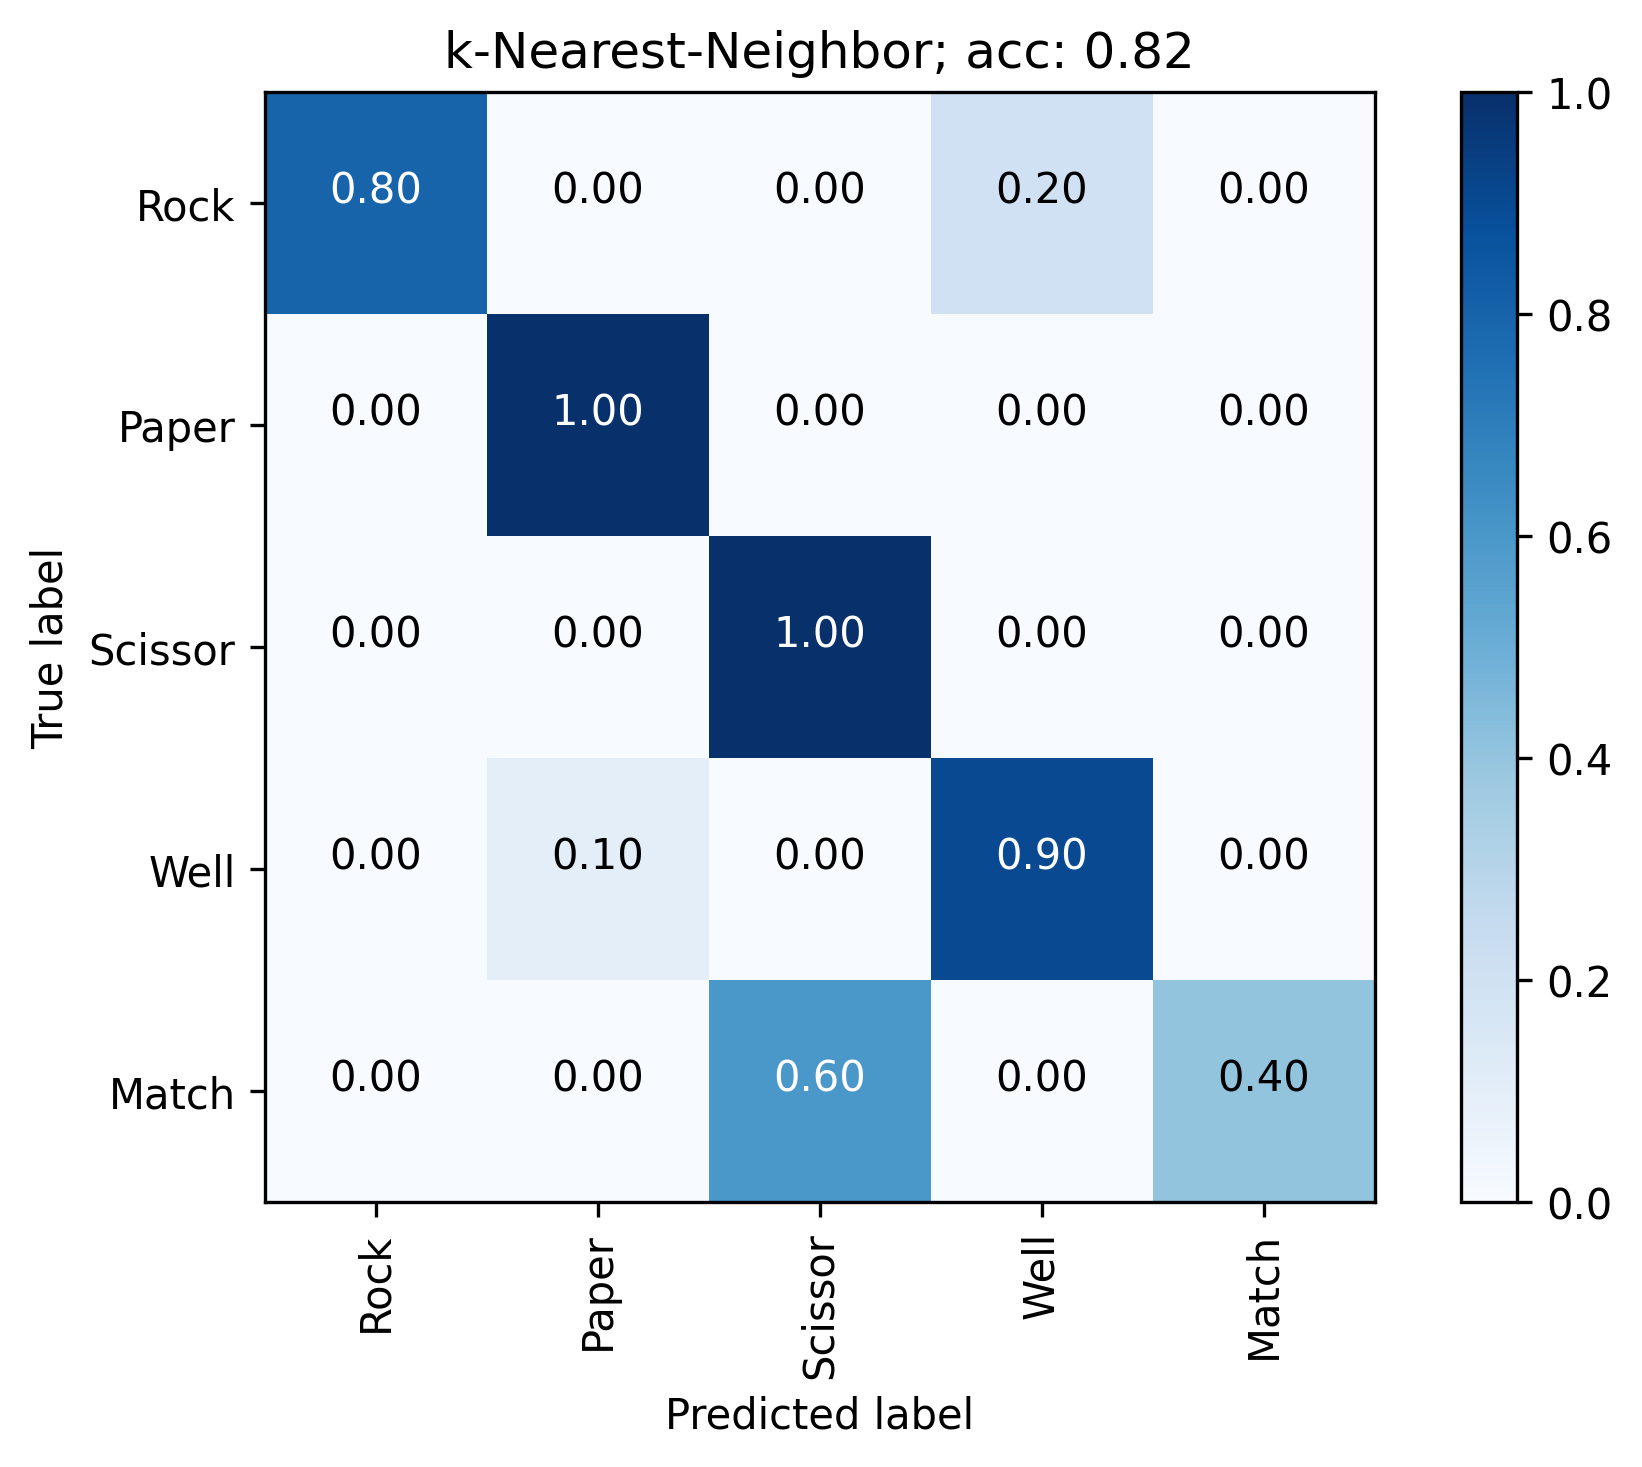 k-Nearest-Neighbor; acc: 0.82
Rock 0.80 0.00 0.00 0.20 0.00
Paper 0.00 1.00 0.00 0.00 0.00
Scissor 0.00 0.00 1.00 0.00 0.00
Well 0.00 0.10 0.00 0.90 0.00
Match 0.00 0.00 0.60 0.00 0.40
True label
Rock Paper Scissor Well Match
Predicted label
1.0
0.8
0.6
0.4
0.2
0.0